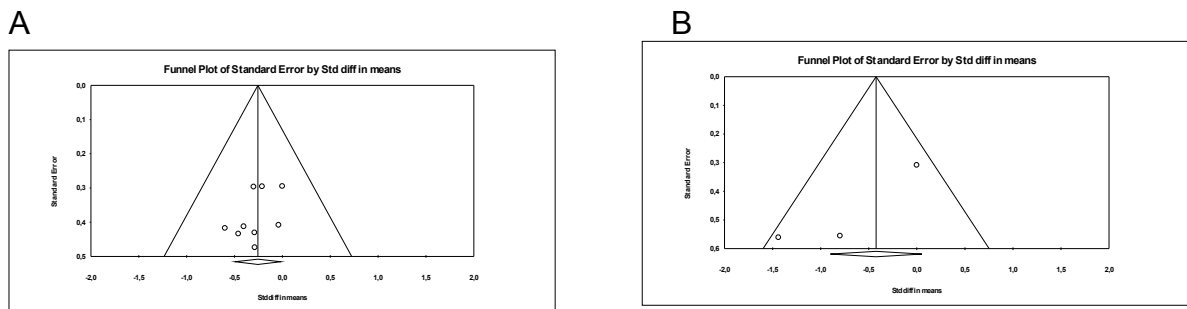 A
Funnel Plot of Standard Error by Std diff in means
0,0
0,1
0,2
0,3
0,4
0,5
Standard Error
-2,0 -1,5 -1,0 -0,5 0,0 0,5 1,0 1,5 2,0
Std diff in means
B
Funnel Plot of Standard Error by Std diff in means
0,0
0,1
0,2
0,3
0,4
0,5
0,6
Standard Error
-2,0 -1,5 -1,0 -0,5 0,0 0,5 1,0 1,5 2,0
Std diff in means